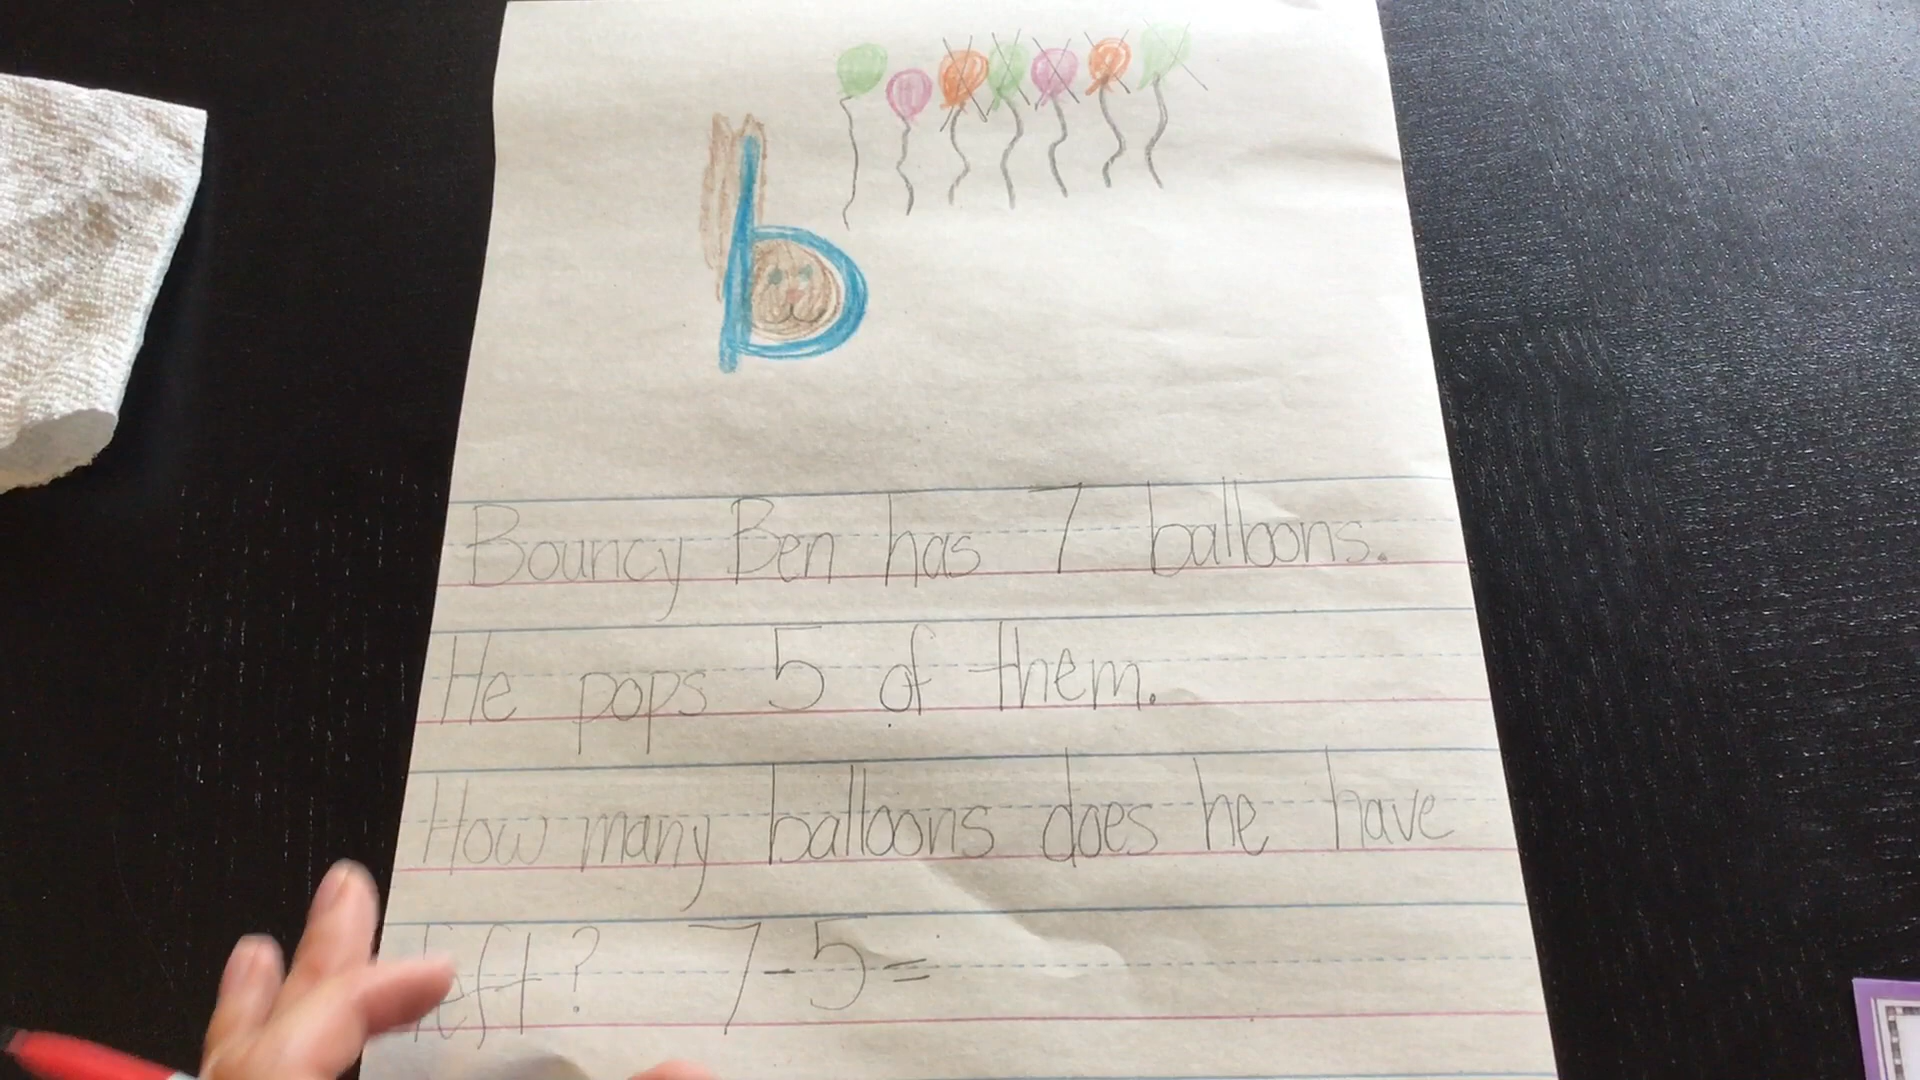 b
Bouncy Ben has 7 balloons.
He pops 5 of them.
How many balloons does he have
left? 7-5=